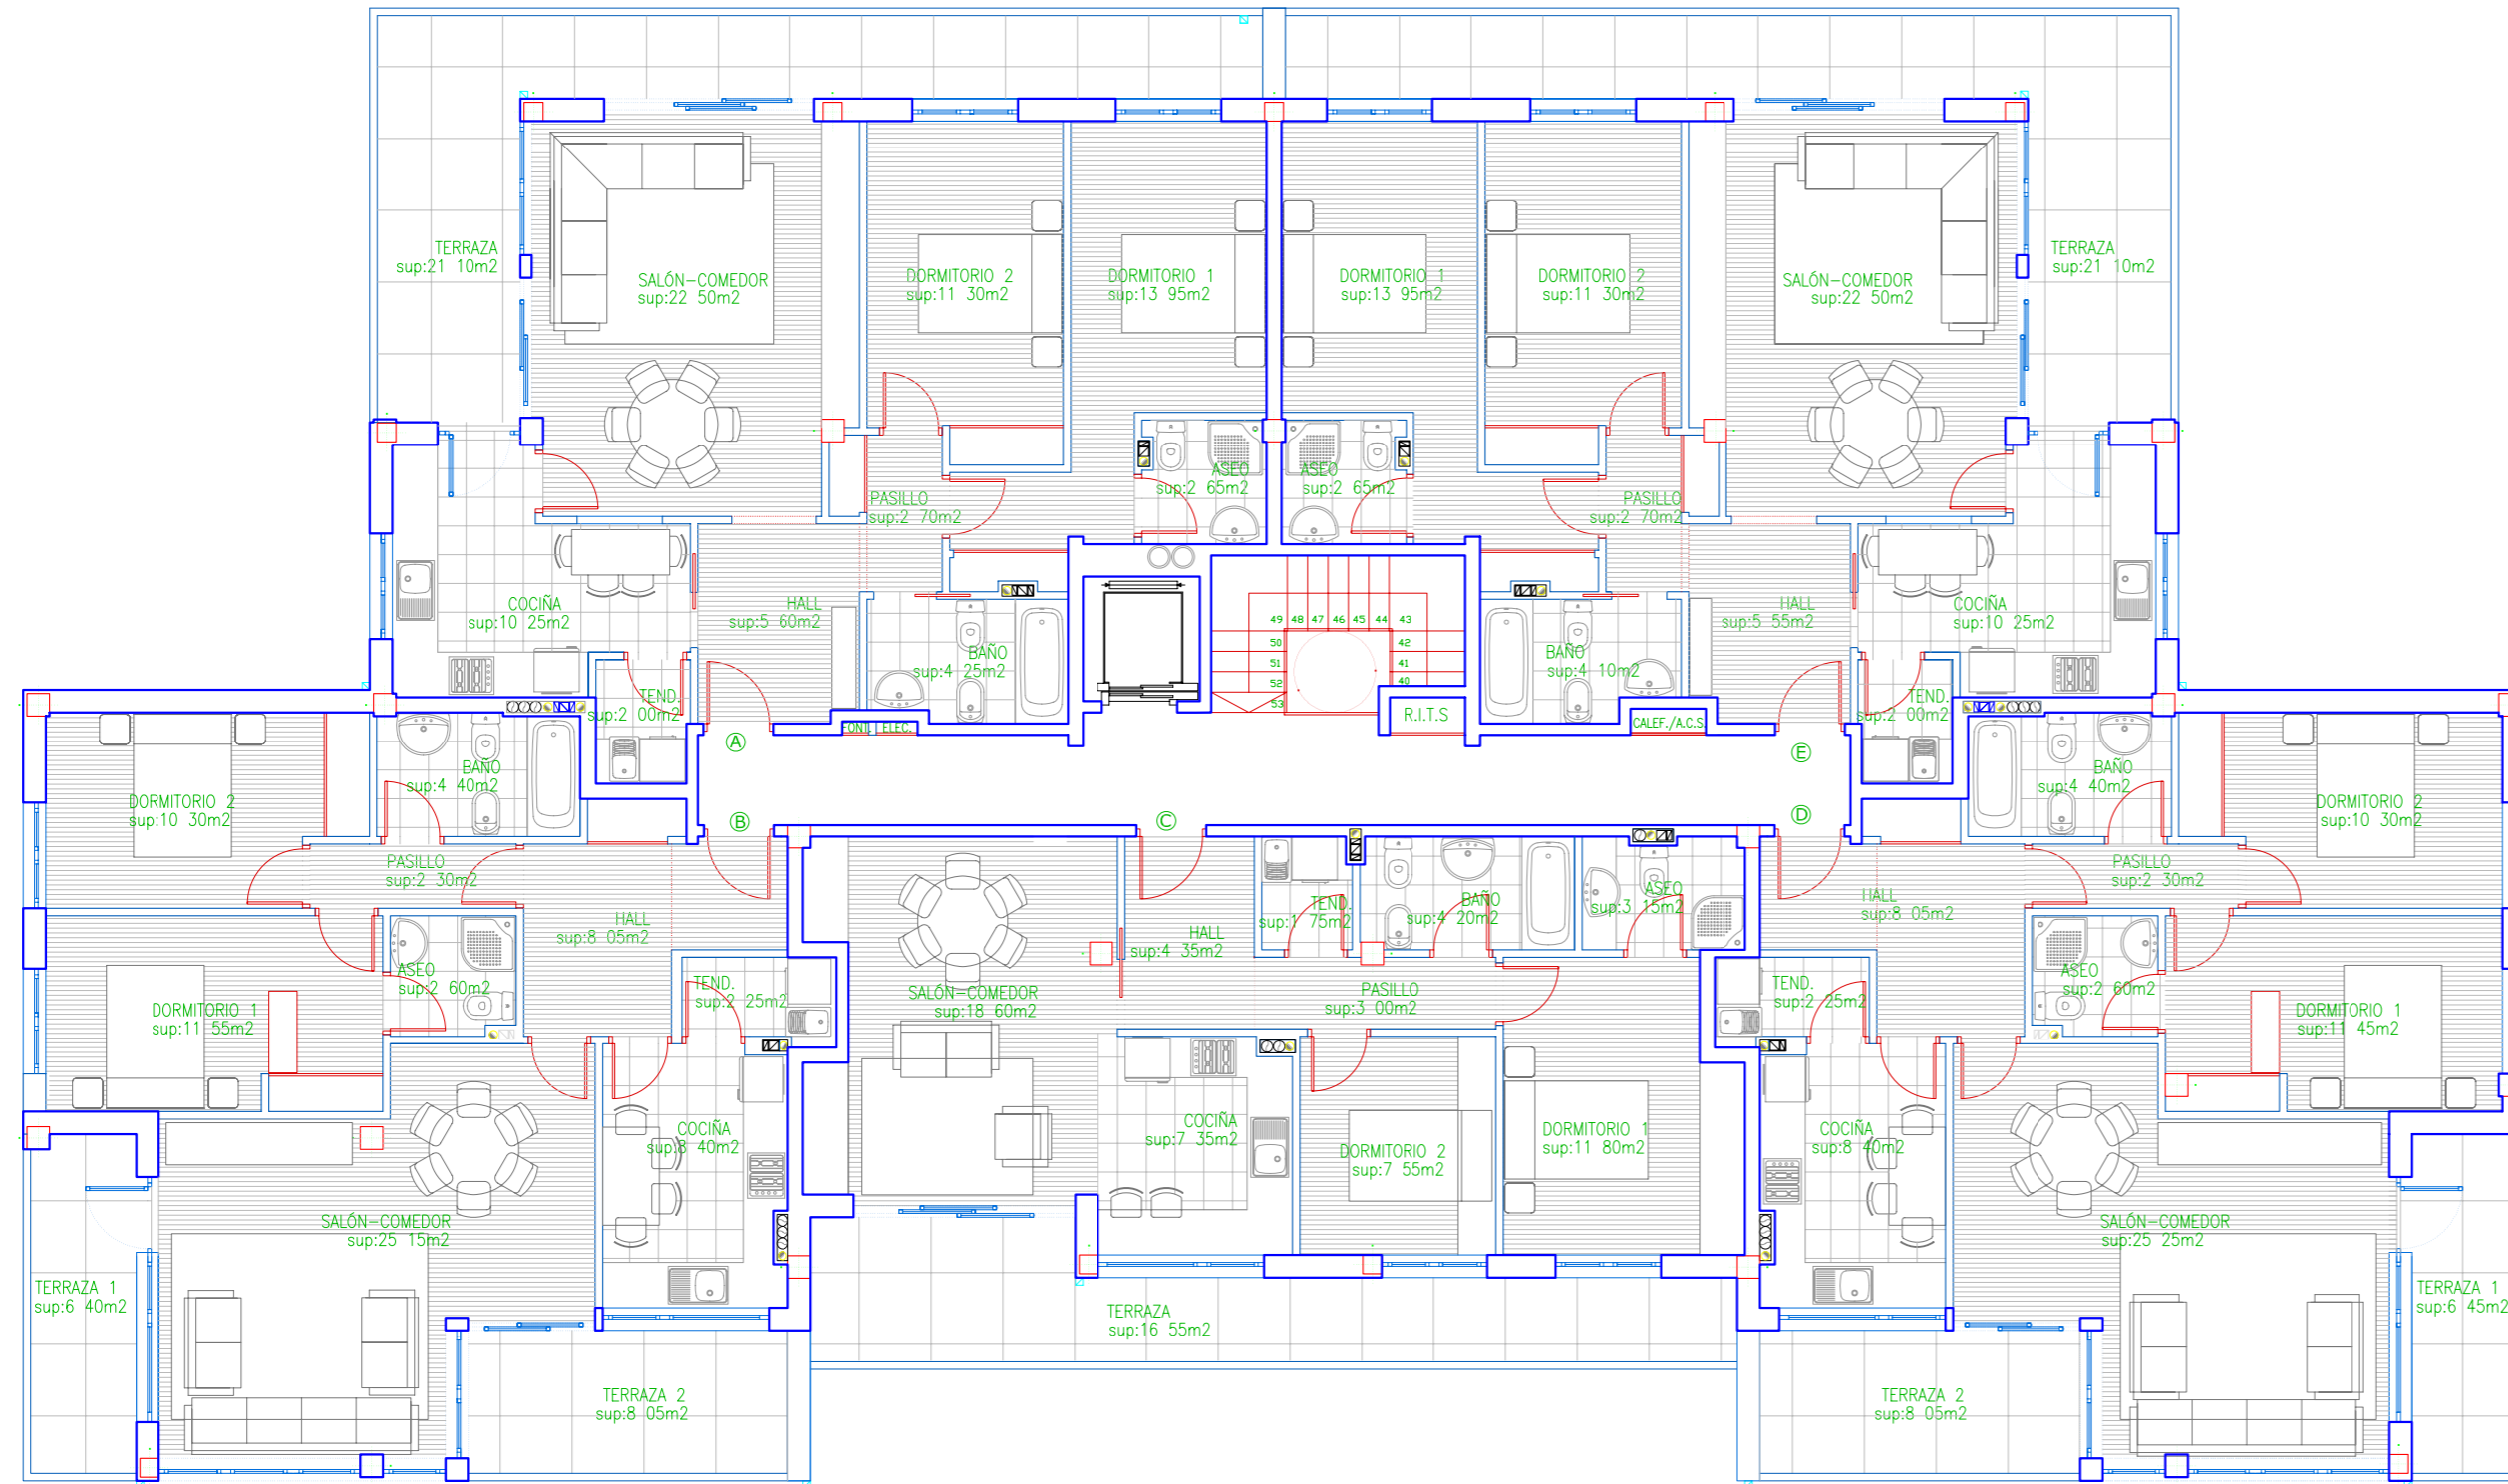 TERRAZA
sup:21 10m2
SALÓN-COMEDOR
sup:22 50m2
DORMITORIO 2
sup:11 30m2
DORMITORIO 1
sup:13 95m2
DORMITORIO 1
sup:13 95m2
DORMITORIO 2
sup:11 30m2
SALÓN-COMEDOR
sup:22 50m2
TERRAZA
sup:21 10m2
PASILLO
sup:2 70m2
ASEO
sup:2 65m2
ASEO
sup:2 65m2
PASILLO
sup:2 70m2
COCIÑA
sup:10 25m2
HALL
sup:5 60m2
BAÑO
sup:4 25m2
49 48 47 46 45 44 43
50 42
51 41
52 40
53
BAÑO
sup:4 10m2
HALL
sup:5 55m2
COCIÑA
sup:10 25m2
TEND.
sup:2 00m2
FONT. ELEC.
R.I.T.S
CALEF./A.C.S.
TEND.
sup:2 00m2
A
E
B
C
D
DORMITORIO 2
sup:10 30m2
BAÑO
sup:4 40m2
BAÑO
sup:4 40m2
DORMITORIO 2
sup:10 30m2
PASILLO
sup:2 30m2
HALL
sup:8 05m2
HALL
sup:4 35m2
TEND.
sup:1 75m2
BAÑO
sup:4 20m2
ASEO
sup:3 15m2
HALL
sup:8 05m2
PASILLO
sup:2 30m2
DORMITORIO 1
sup:11 55m2
ASEO
sup:2 60m2
TEND.
sup:2 25m2
SALÓN-COMEDOR
sup:18 60m2
PASILLO
sup:3 00m2
TEND.
sup:2 25m2
ASEO
sup:2 60m2
DORMITORIO 1
sup:11 45m2
COCIÑA
sup:8 40m2
COCIÑA
sup:7 35m2
DORMITORIO 2
sup:7 55m2
DORMITORIO 1
sup:11 80m2
COCIÑA
sup:8 40m2
SALÓN-COMEDOR
sup:25 15m2
SALÓN-COMEDOR
sup:25 25m2
TERRAZA 1
sup:6 40m2
TERRAZA
sup:16 55m2
TERRAZA 1
sup:6 45m2
TERRAZA 2
sup:8 05m2
TERRAZA 2
sup:8 05m2